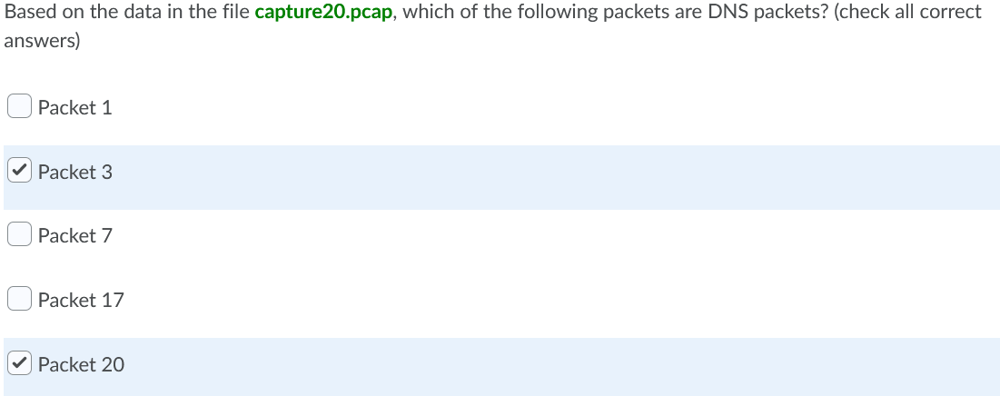 Based on the data in the file capture20.pcap, which of the following packets are DNS packets? (check all correct
answers)
Packet 1
Packet 3
Packet 7
Packet 17
Packet 20